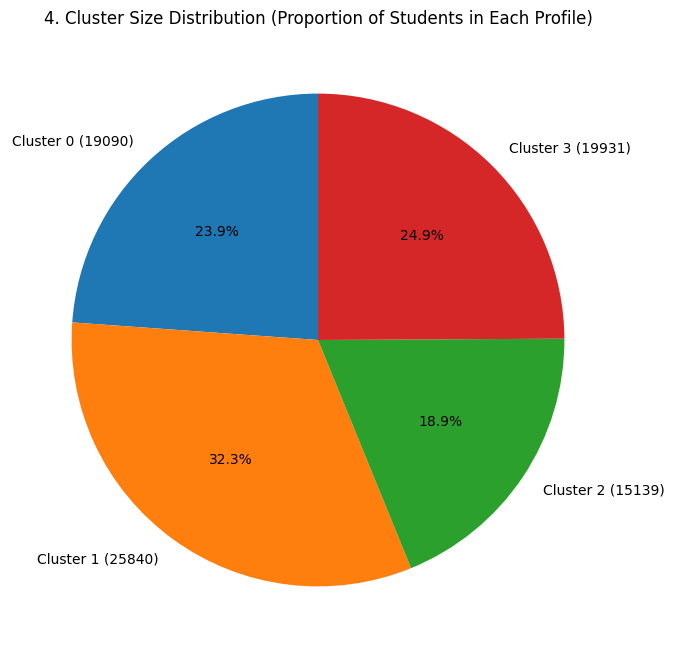 4. Cluster Size Distribution (Proportion of Students in Each Profile)
Cluster 0 (19090)
Cluster 3 (19931)
23.9%
24.9%
18.9%
32.3%
Cluster 2 (15139)
Cluster 1 (25840)